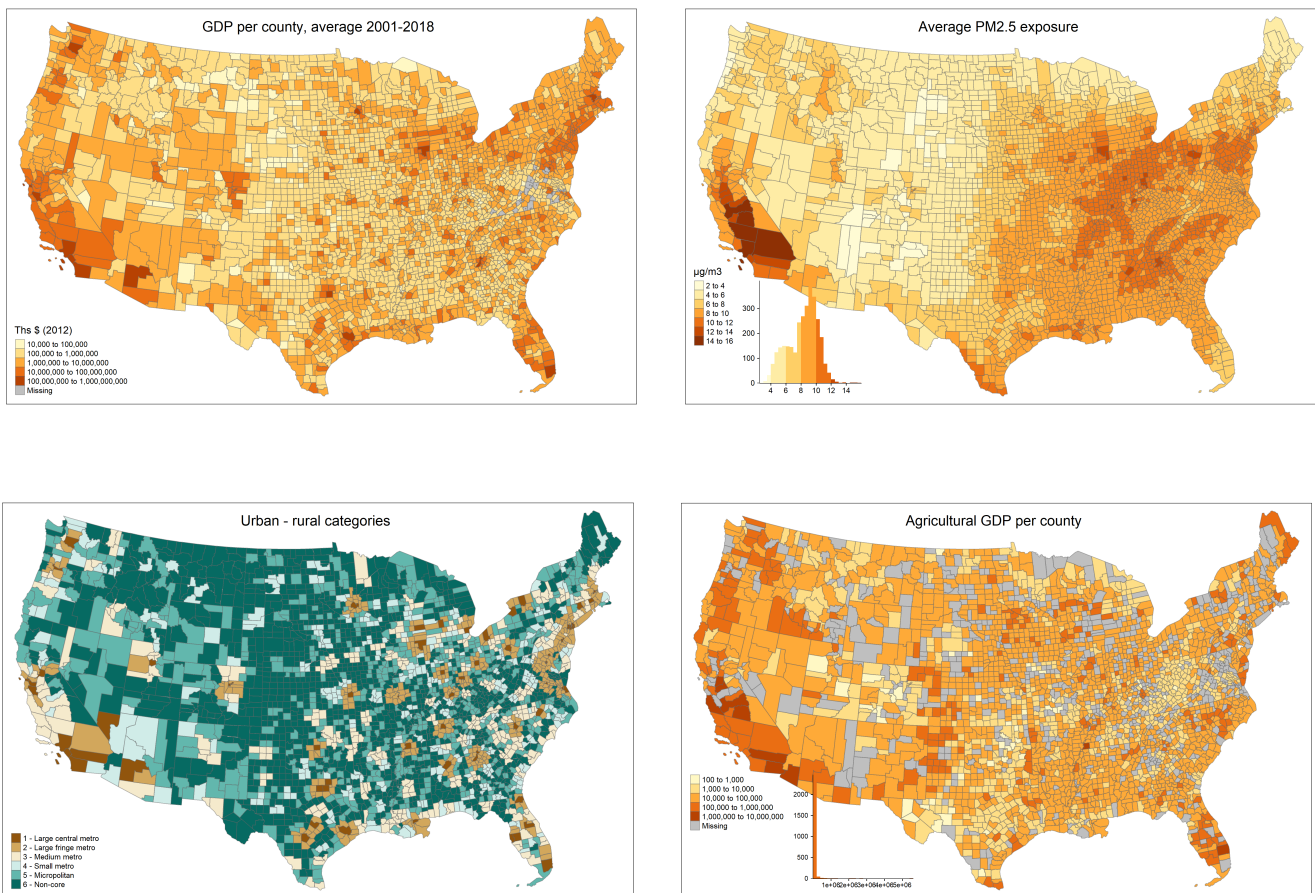 GDP per county, average 2001-2018
Ths $ (2012)
10,000 to 100,000
100,000 to 1,000,000
1,000,000 to 10,000,000
10,000,000 to 100,000,000
100,000,000 to 1,000,000,000
Missing
Average PM2.5 exposure
µg/m3
2 to 4
4 to 6
6 to 8
8 to 10
10 to 12
12 to 14
14 to 16
300
200
100
0
4 6 8 10 12 14
Urban - rural categories
1 - Large central metro
2 - Large fringe metro
3 - Medium metro
4 - Small metro
5 - Micropolitan
6 - Non-core
Agricultural GDP per county
100 to 1,000
1,000 to 10,000
10,000 to 100,000
100,000 to 1,000,000
1,000,000 to 10,000,000
Missing
2000
1500
1000
500
0
1e+062e+063e+064e+065e+06